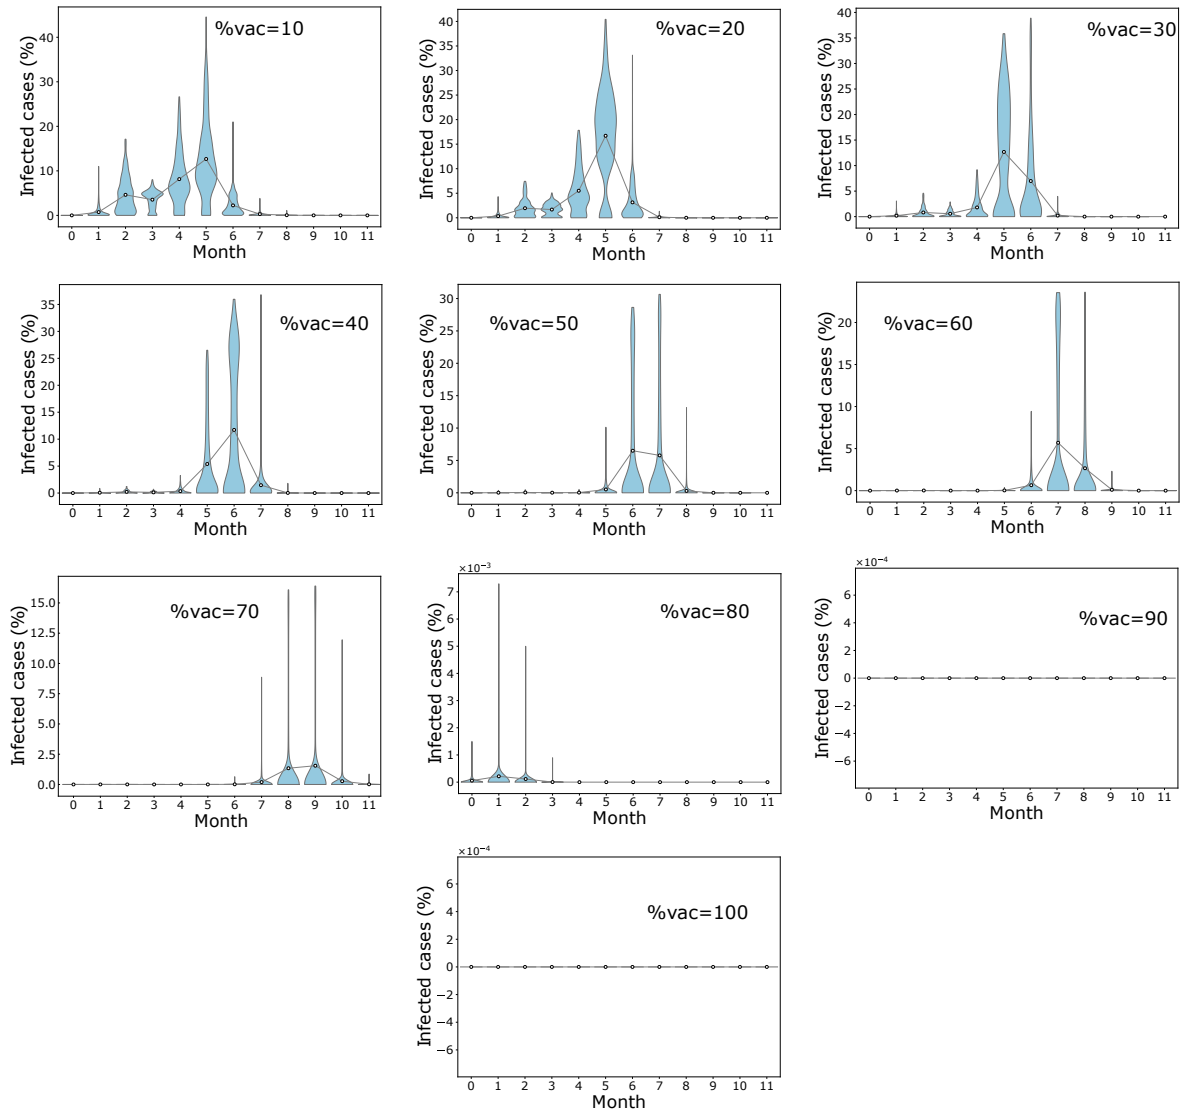 %vac=10
Infected cases (%)
40
30
20
10
0
0 1 2 3 4 5 6 7 8 9 10 11
Month
%vac=20
Infected cases (%)
40
35
30
25
20
15
10
5
0
0 1 2 3 4 5 6 7 8 9 10 11
Month
%vac=30
Infected cases (%)
40
35
30
25
20
15
10
5
0
0 1 2 3 4 5 6 7 8 9 10 11
Month
%vac=40
Infected cases (%)
35
30
25
20
15
10
5
0
0 1 2 3 4 5 6 7 8 9 10 11
Month
%vac=50
Infected cases (%)
30
25
20
15
10
5
0
0 1 2 3 4 5 6 7 8 9 10 11
Month
%vac=60
Infected cases (%)
20
15
10
5
0
0 1 2 3 4 5 6 7 8 9 10 11
Month
%vac=70
Infected cases (%)
15.0
12.5
10.0
7.5
5.0
2.5
0.0
0 1 2 3 4 5 6 7 8 9 10 11
Month
×10⁻³
%vac=80
Infected cases (%)
7
6
5
4
3
2
1
0
0 1 2 3 4 5 6 7 8 9 10 11
Month
×10⁻⁴
%vac=90
Infected cases (%)
6
4
2
0
−2
−4
−6
0 1 2 3 4 5 6 7 8 9 10 11
Month
×10⁻⁴
%vac=100
Infected cases (%)
6
4
2
0
−2
−4
−6
0 1 2 3 4 5 6 7 8 9 10 11
Month